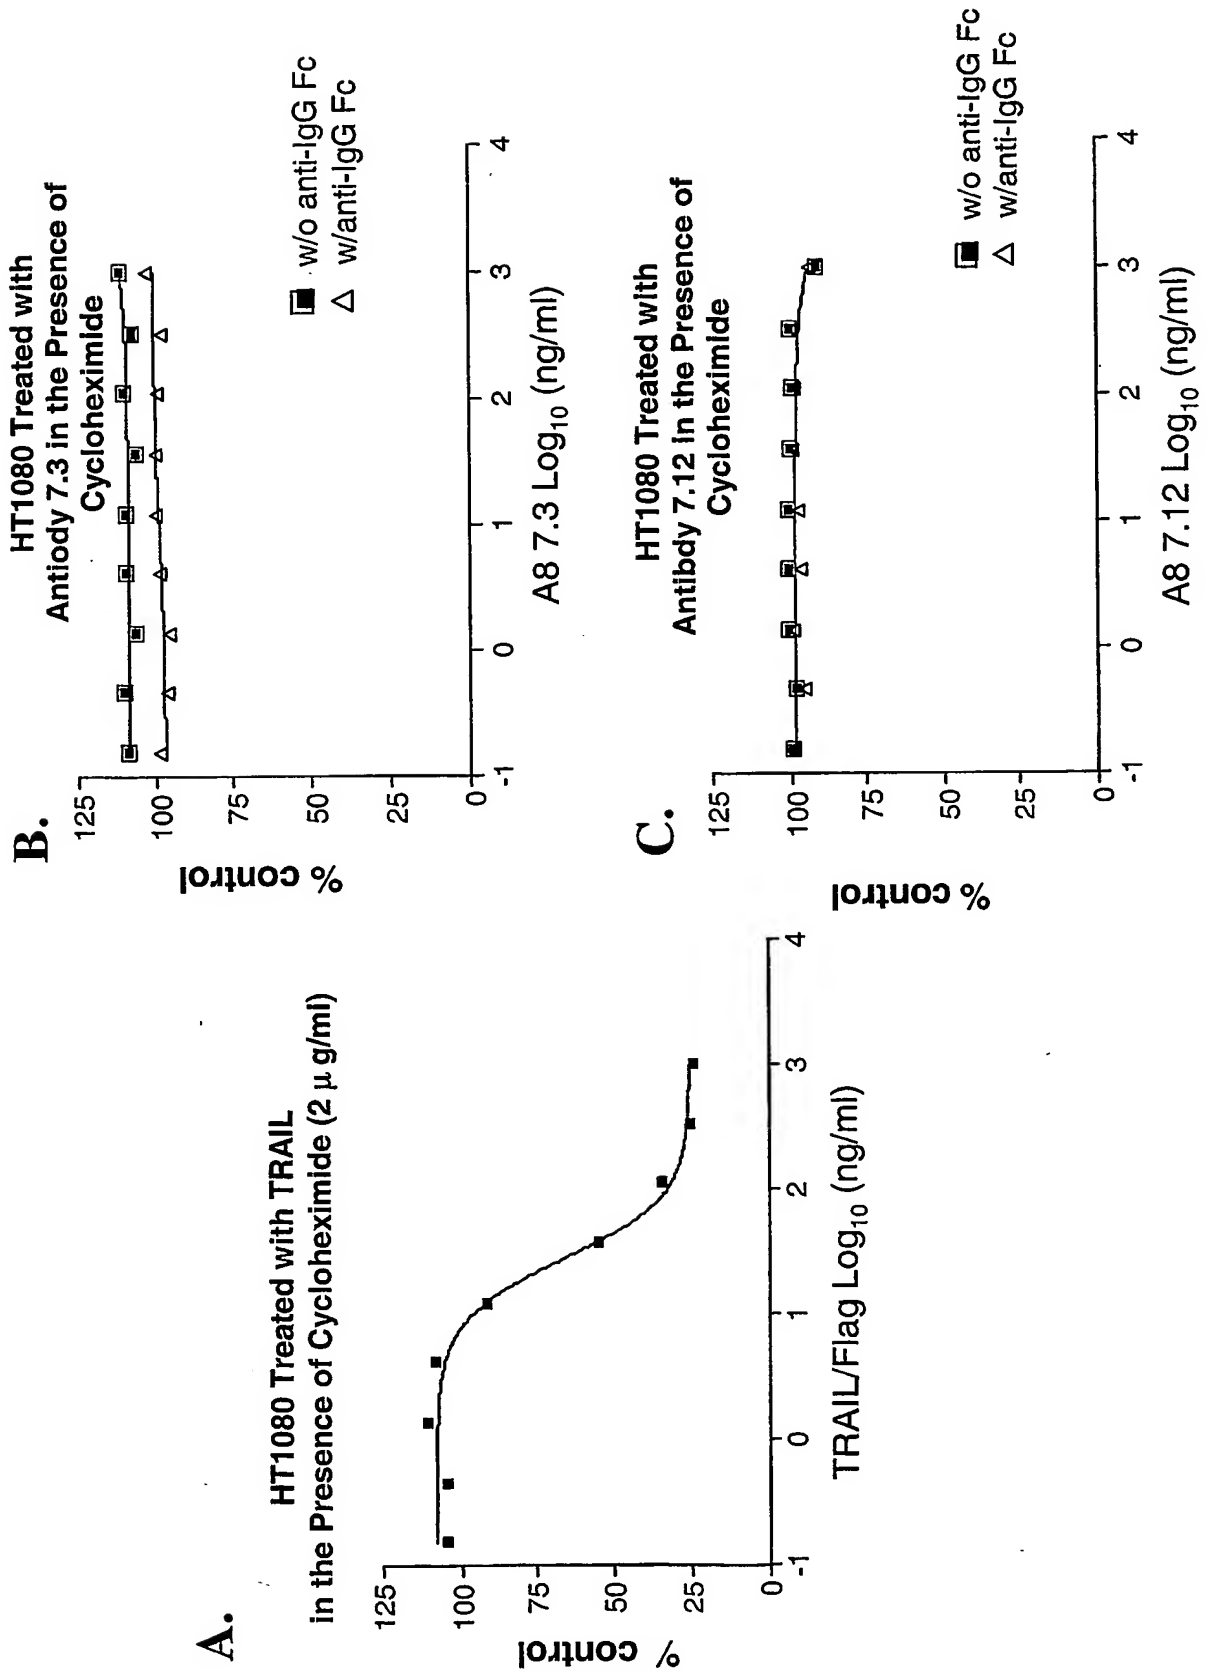 A.
HT1080 Treated with TRAIL
in the Presence of Cycloheximide (2 μ g/ml)
% control
125
100
75
50
25
0
-1
0
1
2
3
4
TRAIL/Flag Log10 (ng/ml)
B.
HT1080 Treated with
Antiody 7.3 in the Presence of
Cycloheximide
% control
125
100
75
50
25
0
-1
0
1
2
3
4
A8 7.3 Log10 (ng/ml)
w/o anti-IgG Fc
w/anti-IgG Fc
C.
HT1080 Treated with
Antibdy 7.12 in the Presence of
Cycloheximide
% control
125
100
75
50
25
0
-1
0
1
2
3
4
A8 7.12 Log10 (ng/ml)
w/o anti-IgG Fc
w/anti-IgG Fc